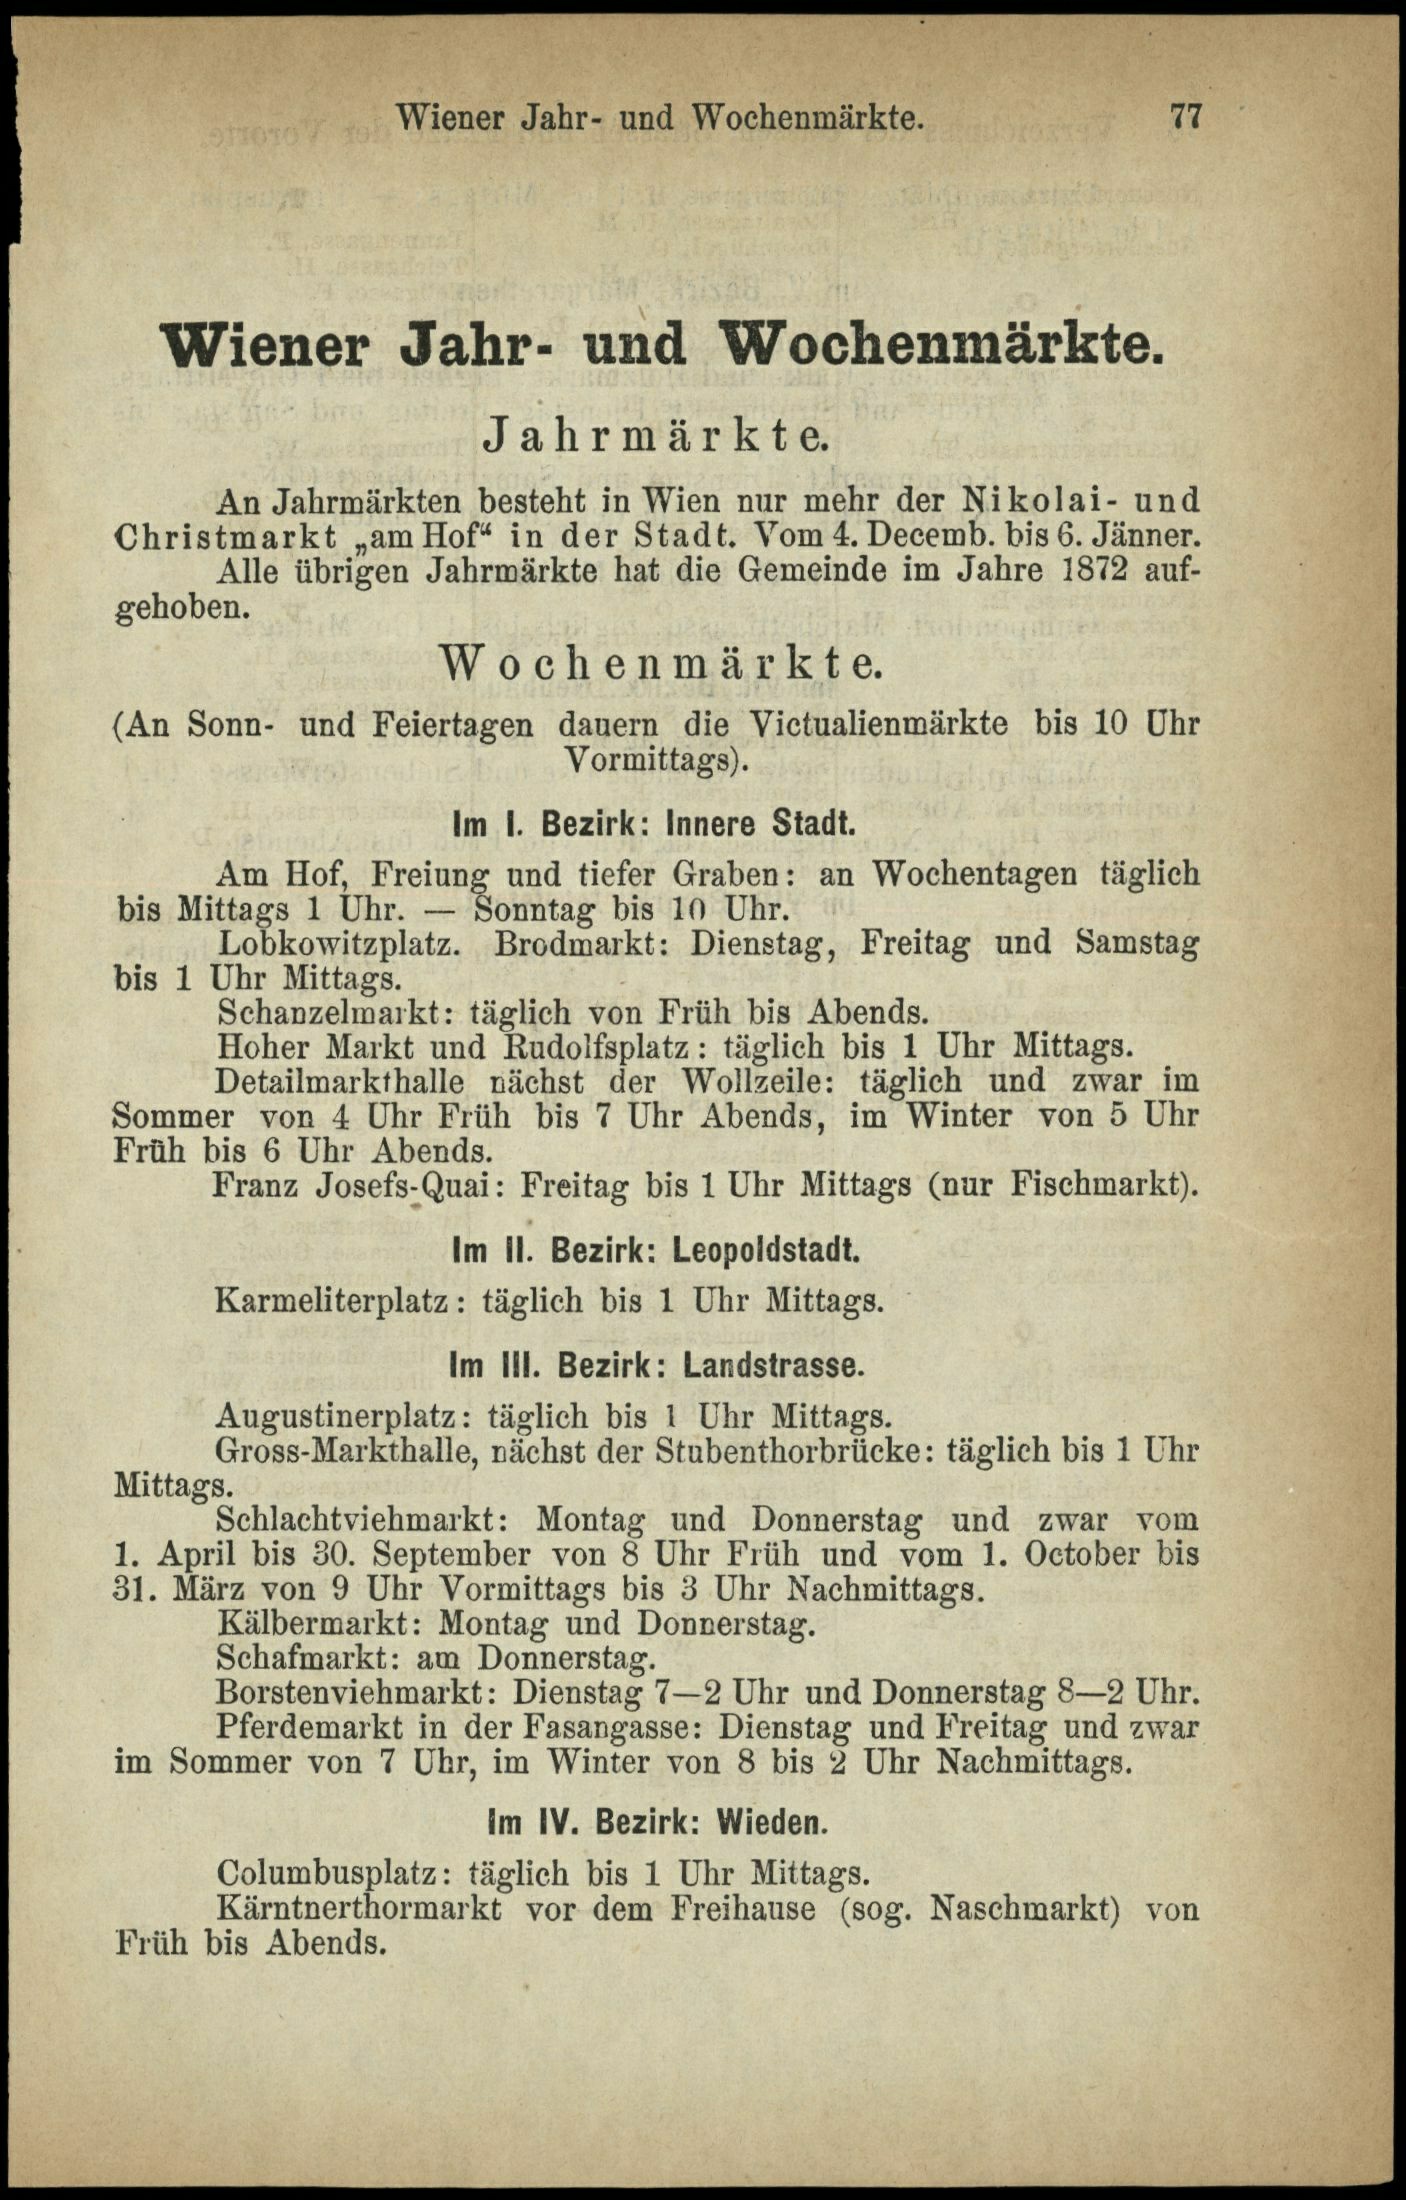 Wiener Jahr- und Wochenmärkte. 77
Wiener Jahr- und Wochenmärkte.
Jahrmärkte.
An Jahrmärkten besteht in Wien nur mehr der Nikolai- und
Christmarkt „am Hof“ in der Stadt. Vom 4. Decemb. bis 6. Jänner.
Alle übrigen Jahrmärkte hat die Gemeinde im Jahre 1872 auf-
gehoben.
Wochenmärkte.
(An Sonn- und Feiertagen dauern die Victualienmärkte bis 10 Uhr
Vormittags).
Im I. Bezirk: Innere Stadt.
Am Hof, Freiung und tiefer Graben: an Wochentagen täglich
bis Mittags 1 Uhr. — Sonntag bis 10 Uhr.
Lobkowitzplatz. Brodmarkt: Dienstag, Freitag und Samstag
bis 1 Uhr Mittags.
Schanzelmarkt: täglich von Früh bis Abends.
Hoher Markt und Rudolfsplatz: täglich bis 1 Uhr Mittags.
Detailmarkthalle nächst der Wollzeile: täglich und zwar im
Sommer von 4 Uhr Früh bis 7 Uhr Abends, im Winter von 5 Uhr
Früh bis 6 Uhr Abends.
Franz Josefs-Quai: Freitag bis 1 Uhr Mittags (nur Fischmarkt).
Im II. Bezirk: Leopoldstadt.
Karmeliterplatz: täglich bis 1 Uhr Mittags.
Im III. Bezirk: Landstrasse.
Augustinerplatz: täglich bis 1 Uhr Mittags.
Gross-Markthalle, nächst der Stubenthorbrücke: täglich bis 1 Uhr
Mittags.
Schlachtviehmarkt: Montag und Donnerstag und zwar vom
1. April bis 30. September von 8 Uhr Früh und vom 1. October bis
31. März von 9 Uhr Vormittags bis 3 Uhr Nachmittags.
Kälbermarkt: Montag und Donnerstag.
Schafmarkt: am Donnerstag.
Borstenviehmarkt: Dienstag 7—2 Uhr und Donnerstag 8—2 Uhr.
Pferdemarkt in der Fasangasse: Dienstag und Freitag und zwar
im Sommer von 7 Uhr, im Winter von 8 bis 2 Uhr Nachmittags.
Im IV. Bezirk: Wieden.
Columbusplatz: täglich bis 1 Uhr Mittags.
Kärntnerthormarkt vor dem Freihause (sog. Naschmarkt) von
Früh bis Abends.